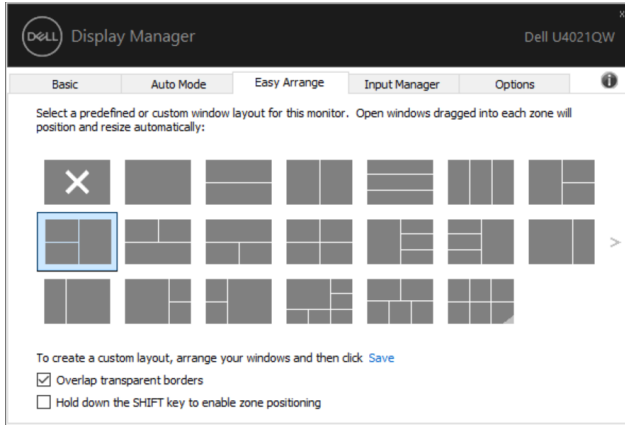 x
DELL Display Manager Dell U4021QW
Basic Auto Mode Easy Arrange Input Manager Options i
Select a predefined or custom window layout for this monitor. Open windows dragged into each zone will
position and resize automatically:
>
To create a custom layout, arrange your windows and then click Save
Overlap transparent borders
Hold down the SHIFT key to enable zone positioning